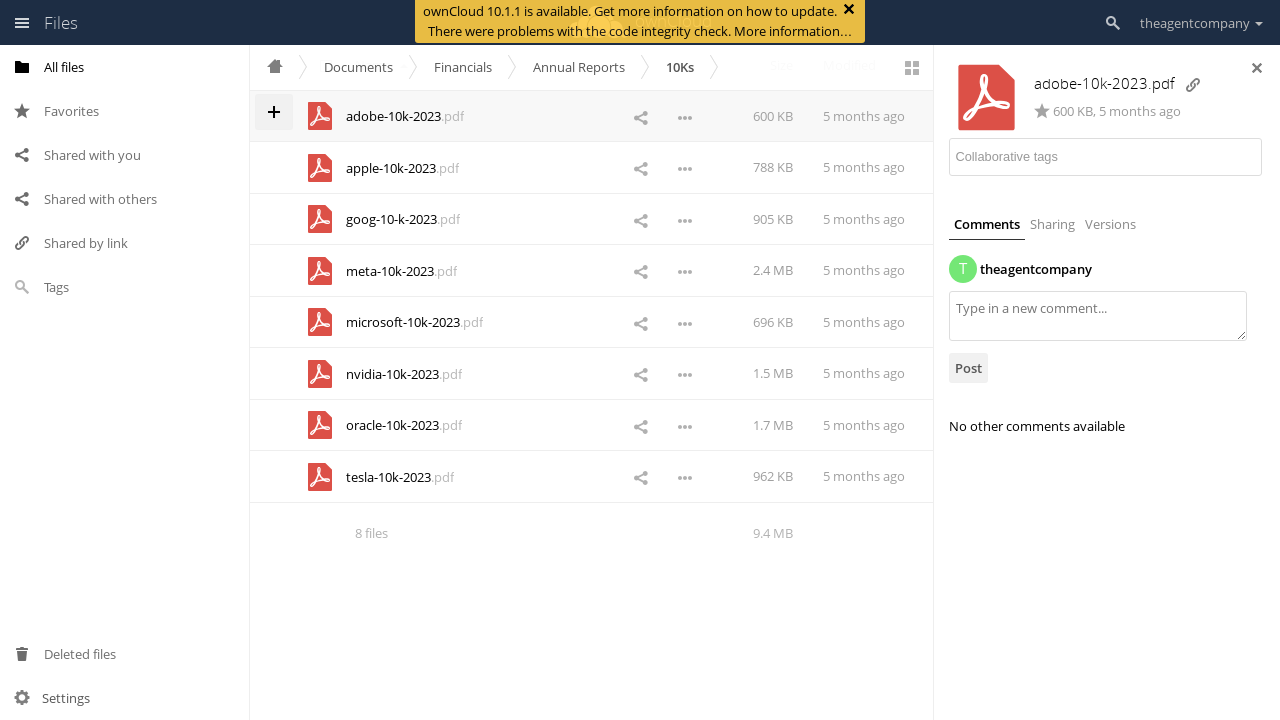 Files
ownCloud 10.1.1 is available. Get more information on how to update.
There were problems with the code integrity check. More information…
theagentcompany
All files
Favorites
Shared with you
Shared with others
Shared by link
Tags
Deleted files
Settings
Documents
Financials
Annual Reports
10Ks
adobe-10k-2023.pdf 600 KB 5 months ago
apple-10k-2023.pdf 788 KB 5 months ago
goog-10-k-2023.pdf 905 KB 5 months ago
meta-10k-2023.pdf 2.4 MB 5 months ago
microsoft-10k-2023.pdf 696 KB 5 months ago
nvidia-10k-2023.pdf 1.5 MB 5 months ago
oracle-10k-2023.pdf 1.7 MB 5 months ago
tesla-10k-2023.pdf 962 KB 5 months ago
8 files 9.4 MB
adobe-10k-2023.pdf
600 KB, 5 months ago
Collaborative tags
Comments Sharing Versions
T theagentcompany
Type in a new comment...
Post
No other comments available